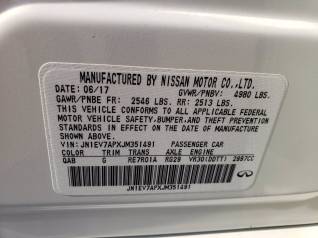 MANUFACTURED BY NISSAN MOTOR CO.,LTD.
DATE: 06/17 GVWR/PNBV: 4980 LBS.
GAWR/PNBE FR: 2546 LBS. RR: 2513 LBS.
THIS VEHICLE CONFORMS TO ALL APPLICABLE FEDERAL
MOTOR VEHICLE SAFETY,BUMPER,AND THEFT PREVENTION
STANDARDS IN EFFECT ON THE DATE OF MANUFACTURE
SHOWN ABOVE.
VIN: JN1EV7APXJM351491 PASSENGER CAR
COLOR TRIM TRANS AXLE ENGINE
QAB G RE7R01A RG29 VR30(DDTT) 2997CC
JN1EV7APXJM351491